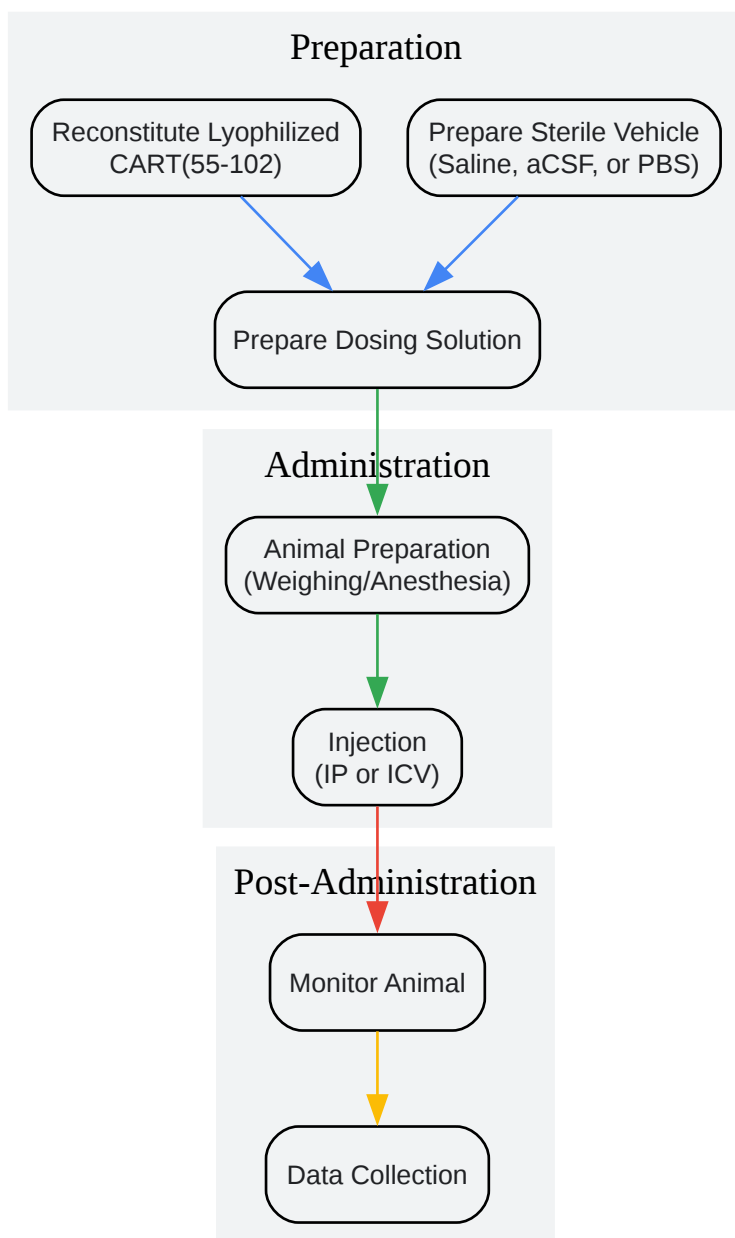 Preparation
Reconstitute Lyophilized
CART(55-102)
Prepare Sterile Vehicle
(Saline, aCSF, or PBS)
Prepare Dosing Solution
Administration
Animal Preparation
(Weighing/Anesthesia)
Injection
(IP or ICV)
Post-Administration
Monitor Animal
Data Collection